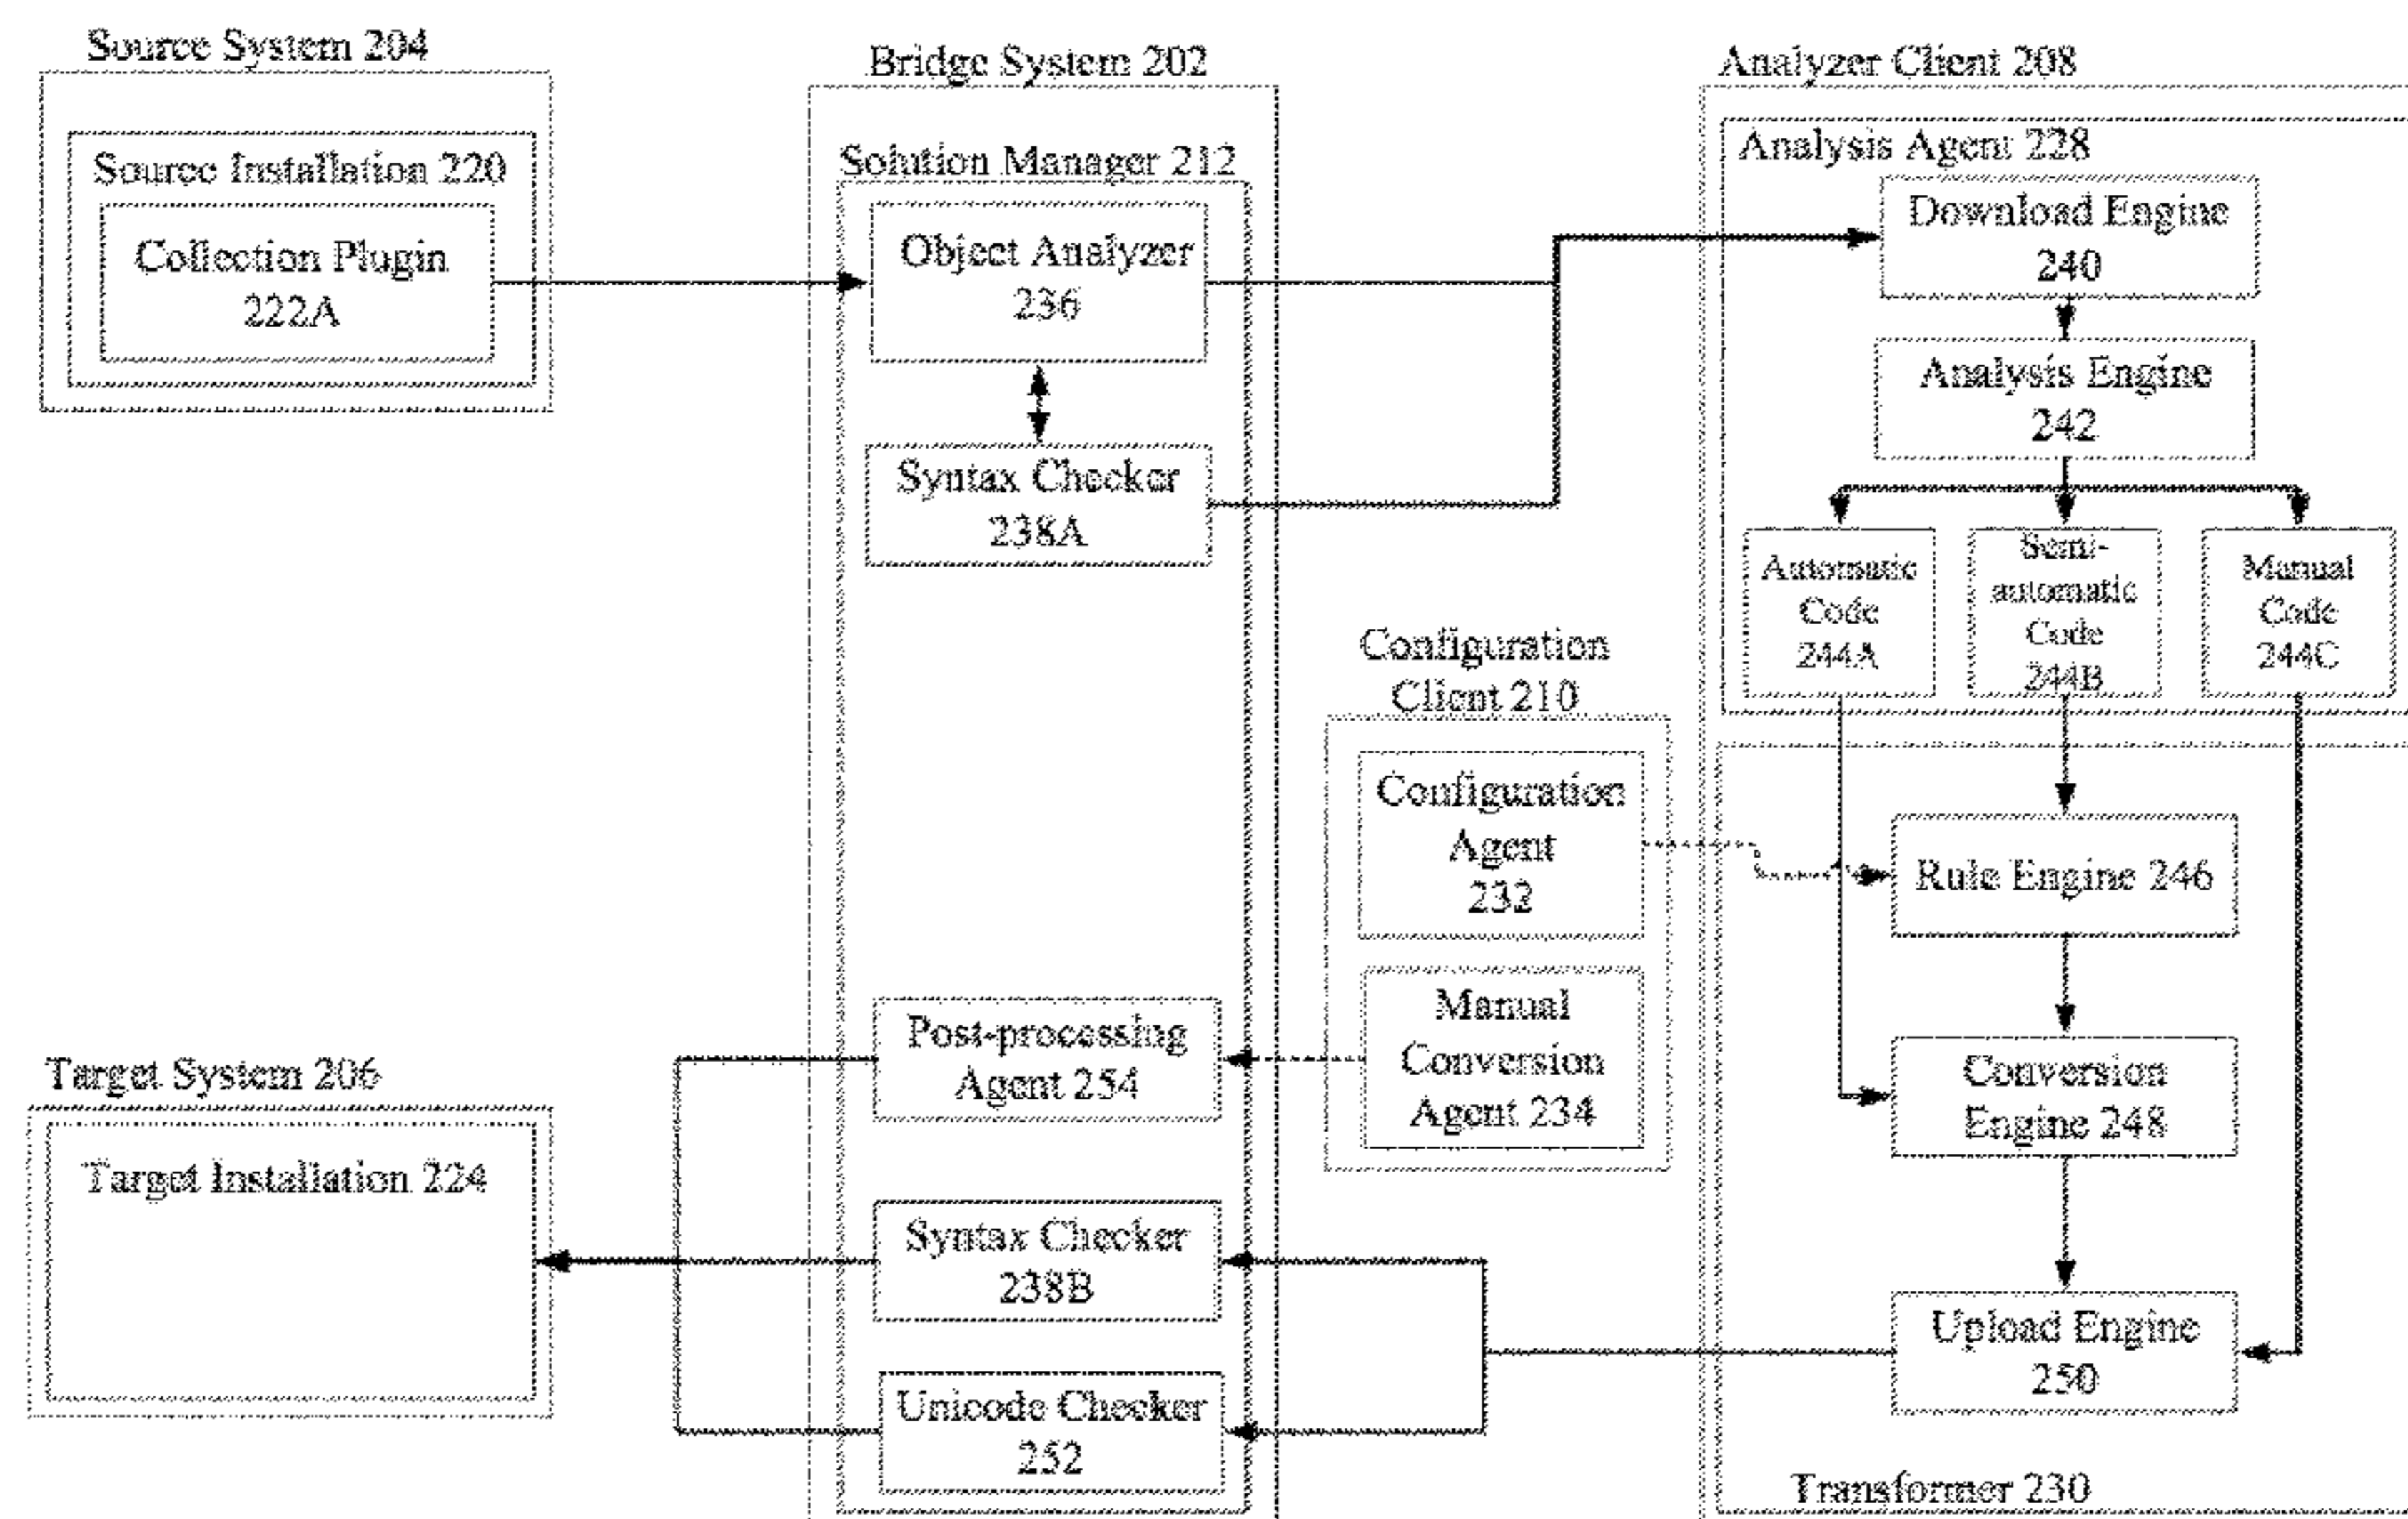 Source System 204
Source Installation 220
Collection Plugin
222A
Bridge System 202
Solution Manager 212
Object Analyzer
236
Syntax Checker
238A
Analyzer Client 208
Analysis Agent 228
Download Engine
240
Analysis Engine
242
Automatic
Code
244A
Semi-
automatic
Code
244B
Manual
Code
244C
Configuration
Client 210
Configuration
Agent
232
Manual
Conversion
Agent 234
Rule Engine 246
Conversion
Engine 248
Upload Engine
250
Transformer 230
Post-processing
Agent 254
Syntax Checker
238B
Unicode Checker
252
Target System 206
Target Installation 224